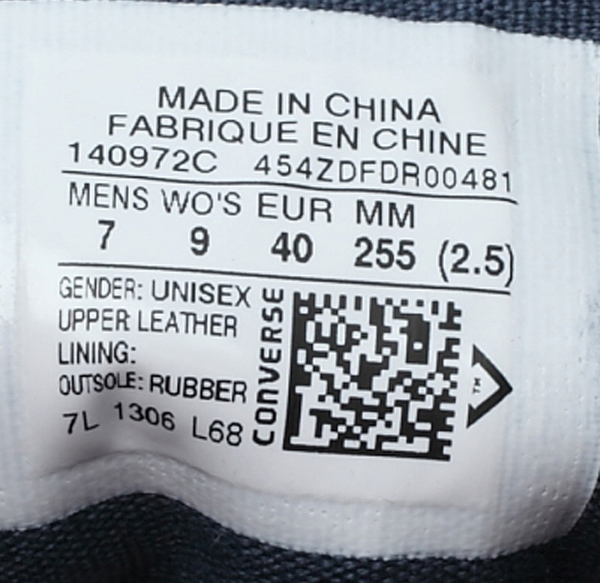 MADE IN CHINA
FABRIQUE EN CHINE
140972C 454ZDFDR00481
MENS WO'S EUR MM
7 9 40 255 (2.5)
GENDER: UNISEX
UPPER LEATHER
LINING:
OUTSOLE: RUBBER
7L 1306 L68
CONVERSE
TM